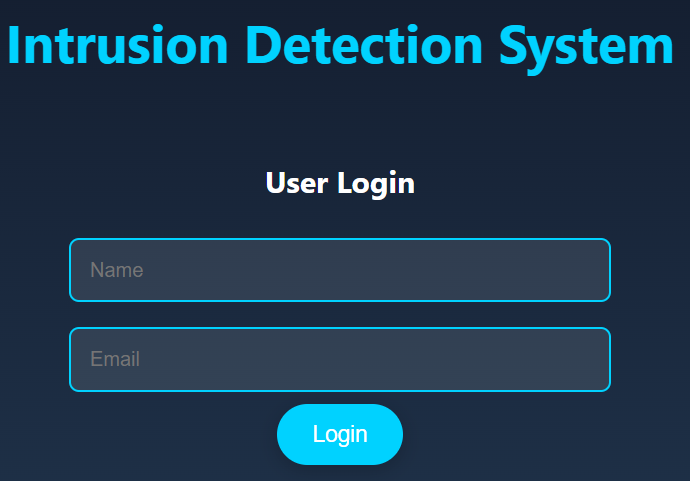 Intrusion Detection System
User Login
Name
Email
Login